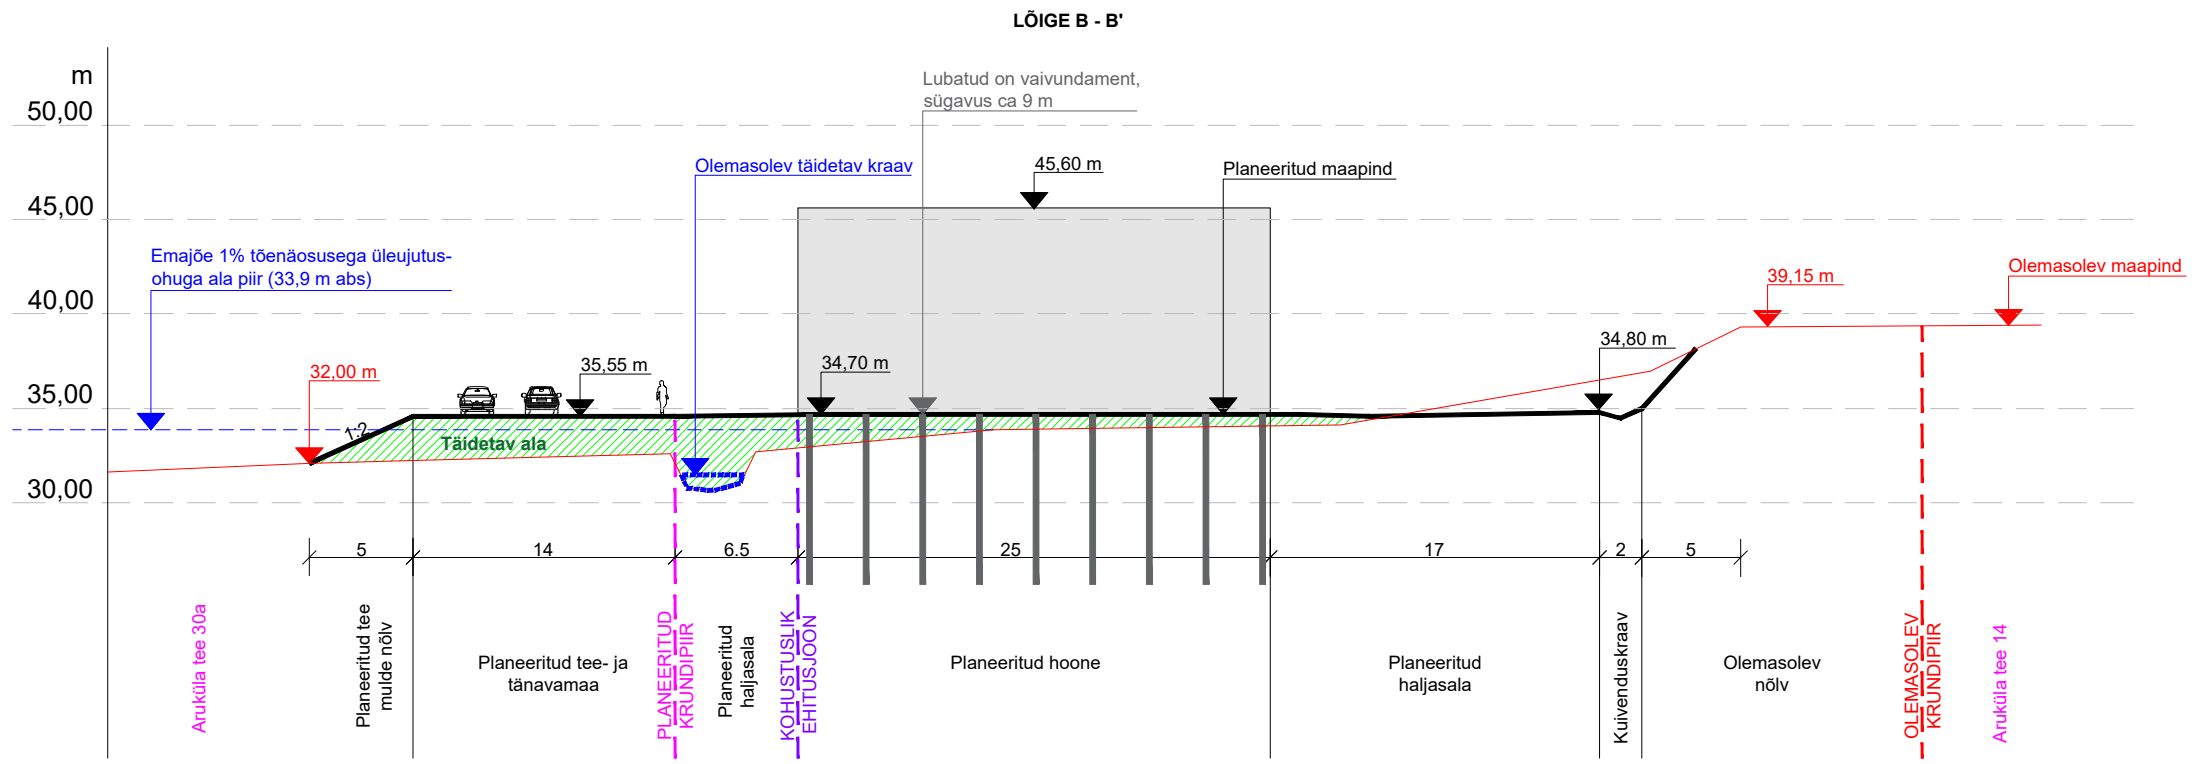 LÕIGE B - B'
m
50,00
45,00
40,00
35,00
30,00
Lubatud on vaivundament,
sügavus ca 9 m
Olemasolev täidetav kraav
45,60 m
Planeeritud maapind
Emajõe 1% tõenäosusega üleujutus-
ohuga ala piir (33,9 m abs)
39,15 m
Olemasolev maapind
32,00 m
35,55 m
34,70 m
34,80 m
1:2
Täidetav ala
5
14
6.5
25
17
2
5
Aruküla tee 30a
Planeeritud tee
mulde nõlv
Planeeritud tee- ja
tänavamaa
PLANEERITUD
KRUNDIPIIR
Planeeritud
haljasala
KOHUSTUSLIK
EHITUSJOON
Planeeritud hoone
Planeeritud
haljasala
Kuivenduskraav
Olemasolev
nõlv
OLEMASOLEV
KRUNDIPIIR
Aruküla tee 14